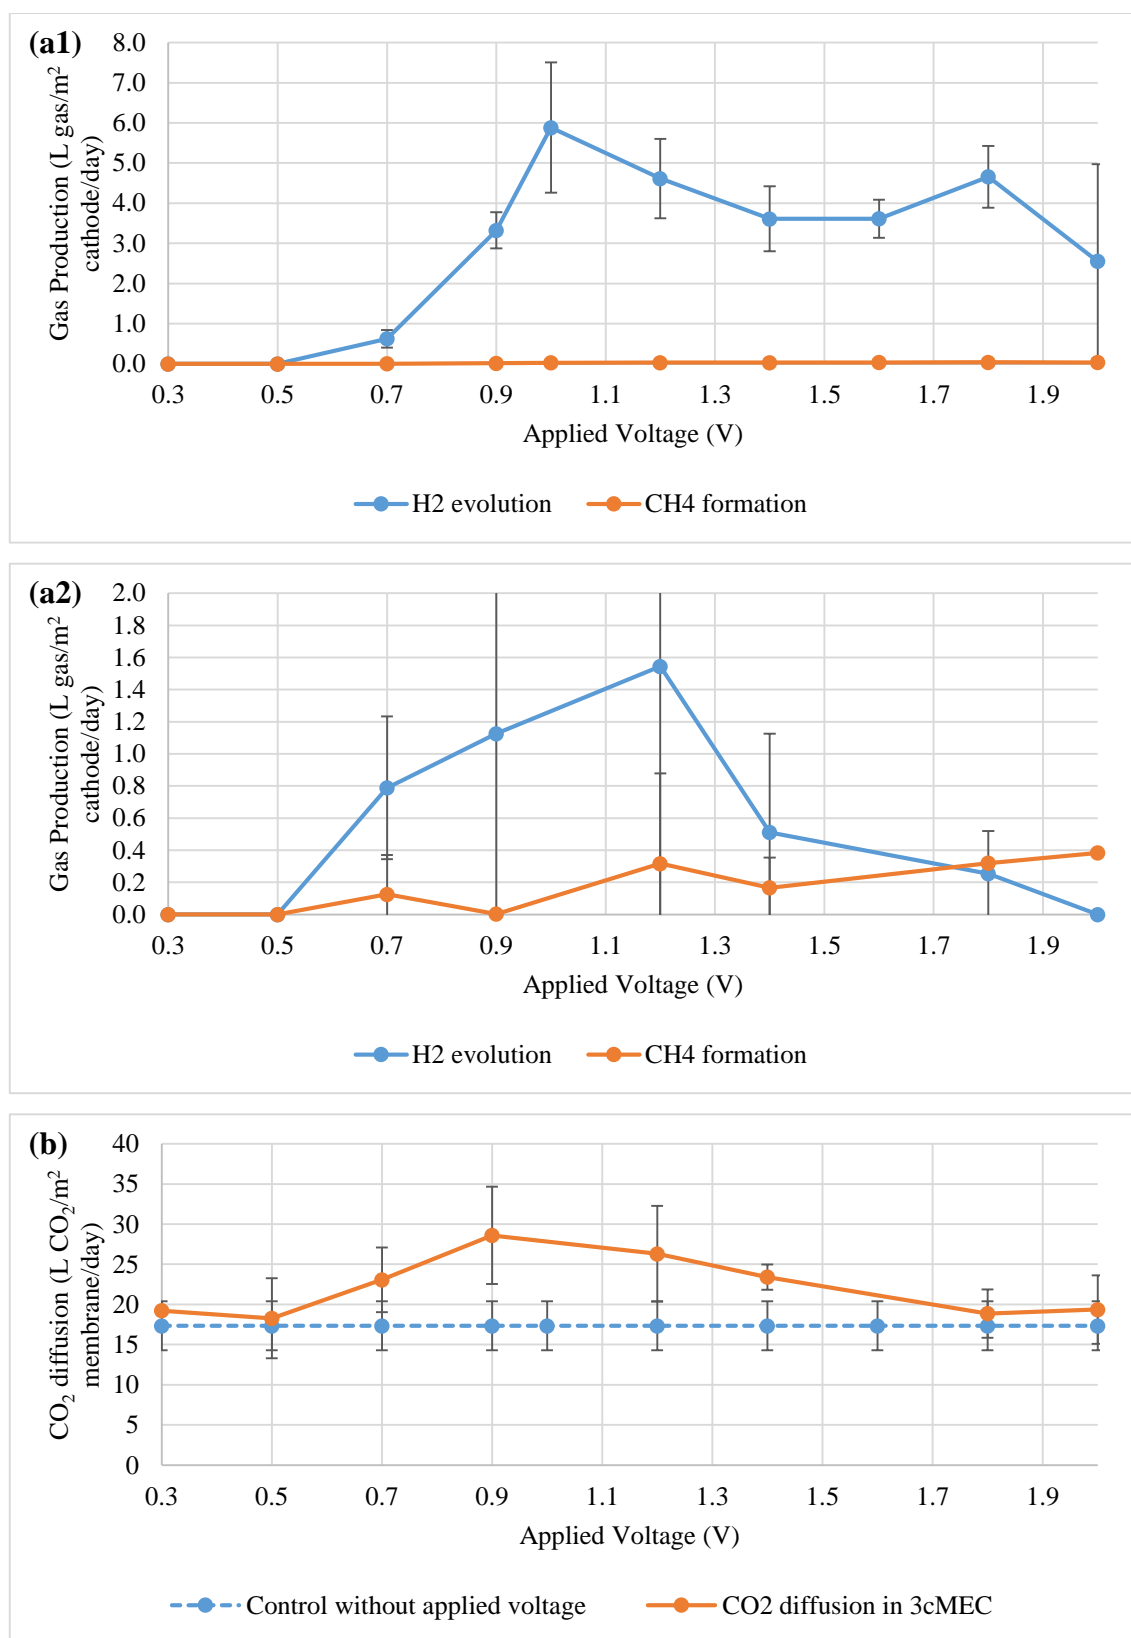 (a1)
Gas Production (L gas/m²
cathode/day)
8.0
7.0
6.0
5.0
4.0
3.0
2.0
1.0
0.0
0.3 0.5 0.7 0.9 1.1 1.3 1.5 1.7 1.9
Applied Voltage (V)
H2 evolution CH4 formation
(a2)
Gas Production (L gas/m²
cathode/day)
2.0
1.8
1.6
1.4
1.2
1.0
0.8
0.6
0.4
0.2
0.0
0.3 0.5 0.7 0.9 1.1 1.3 1.5 1.7 1.9
Applied Voltage (V)
H2 evolution CH4 formation
(b)
CO₂ diffusion (L CO₂/m²
membrane/day)
40
35
30
25
20
15
10
5
0
0.3 0.5 0.7 0.9 1.1 1.3 1.5 1.7 1.9
Applied Voltage (V)
Control without applied voltage CO2 diffusion in 3cMEC